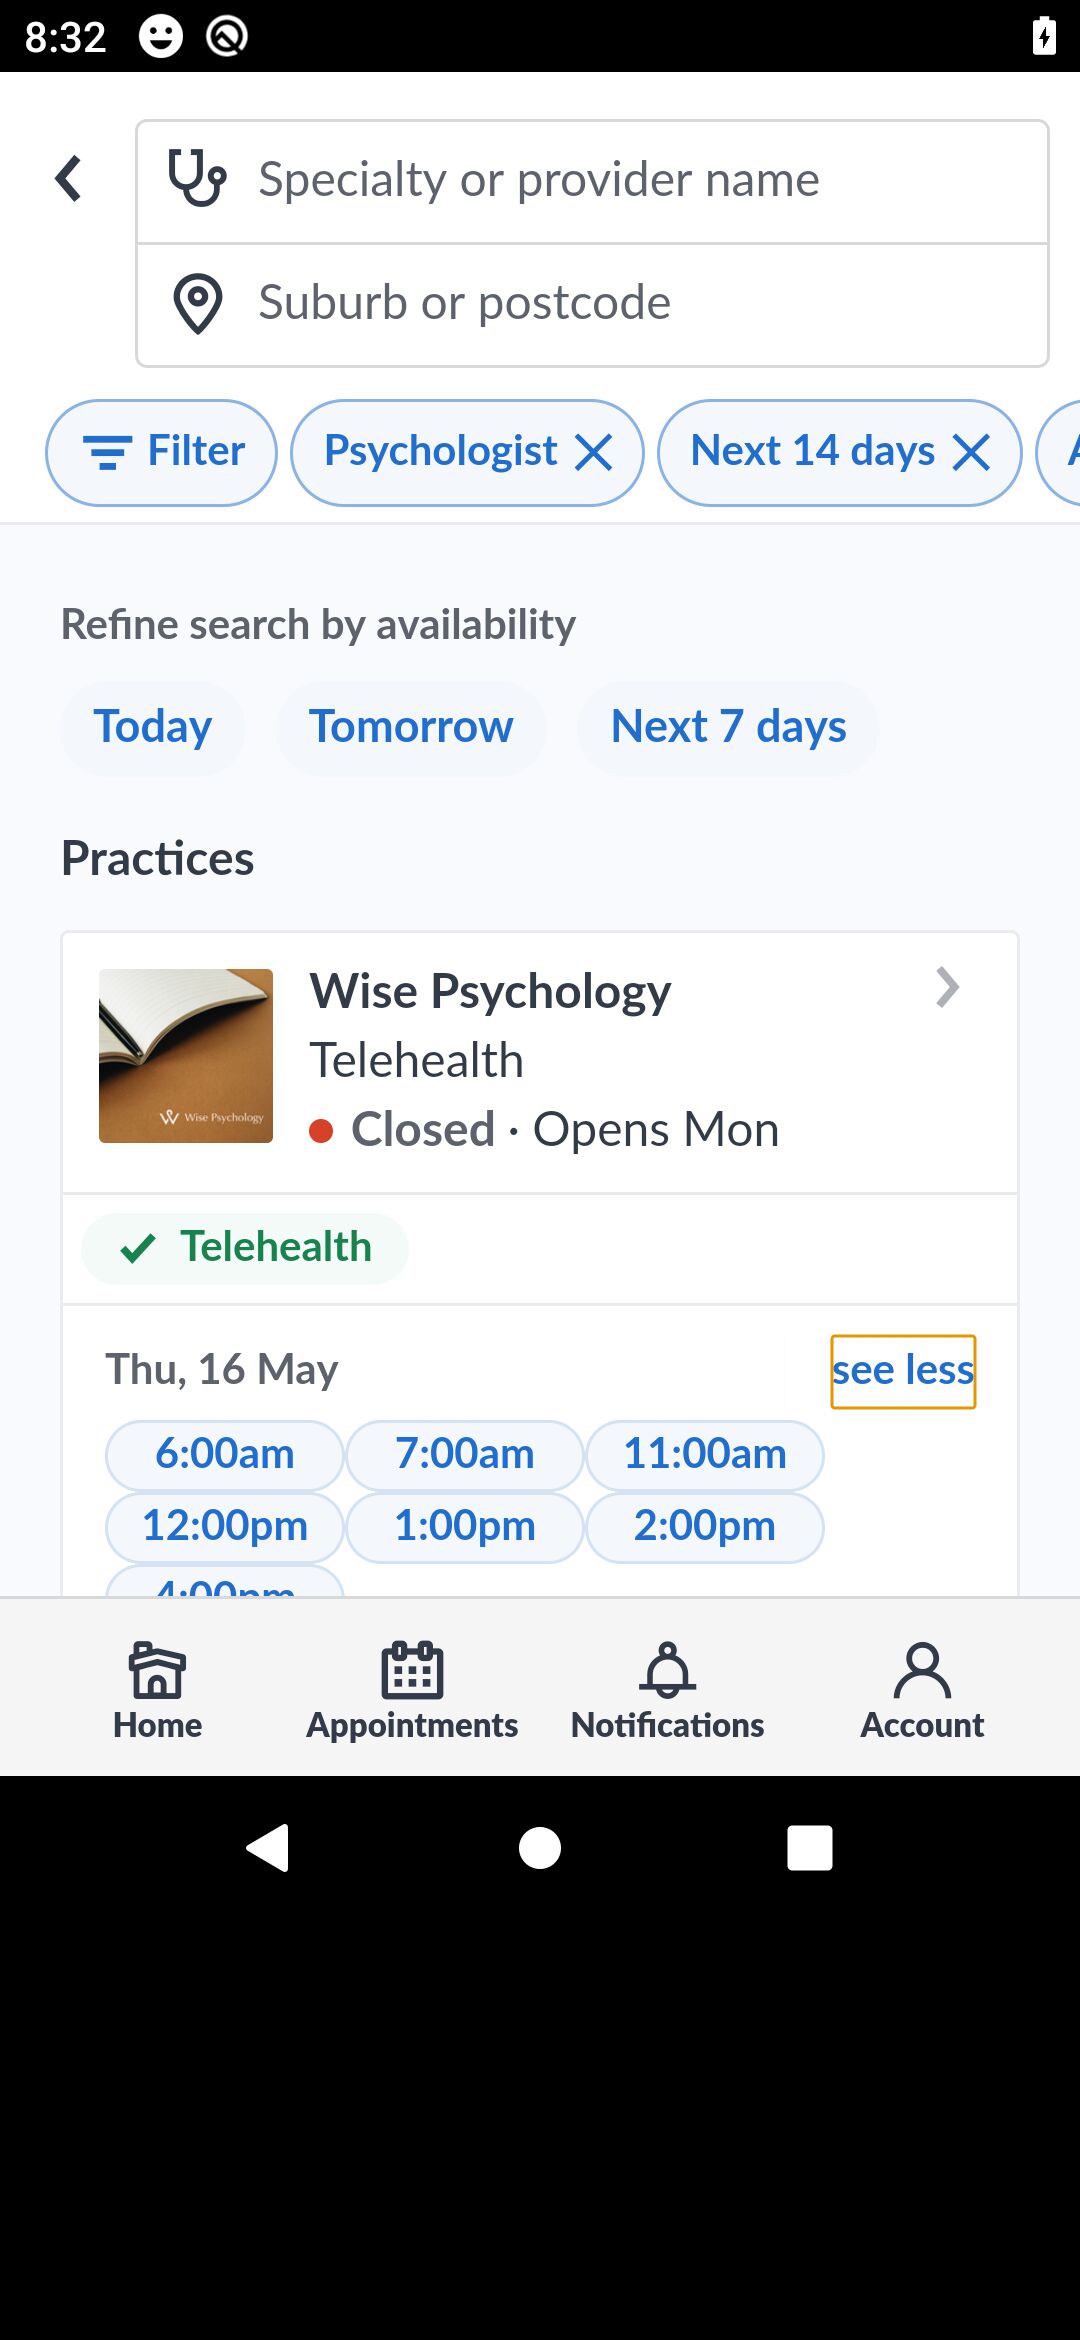 8:32
Specialty or provider name
Suburb or postcode
Filter
Psychologist
Next 14 days
Refine search by availability
Today
Tomorrow
Next 7 days
Practices
Wise Psychology
Telehealth
Closed · Opens Mon
Wise Psychology
Telehealth
Thu, 16 May
see less
6:00am
7:00am
11:00am
12:00pm
1:00pm
2:00pm
4:00pm
Home
Appointments
Notifications
Account